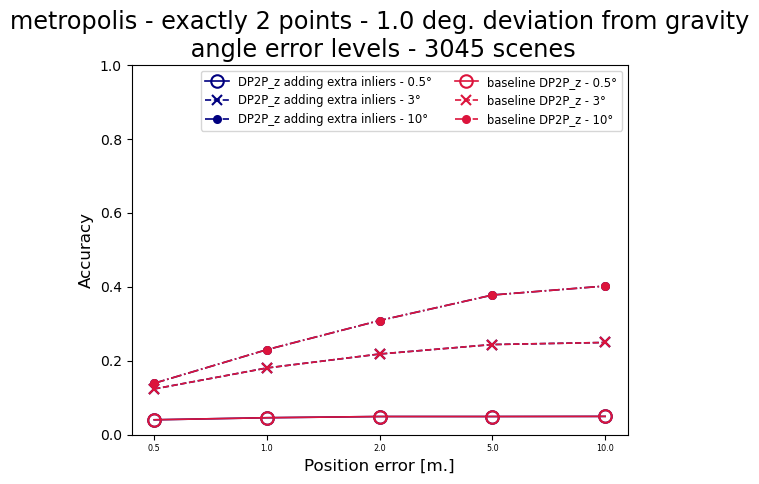 metropolis - exactly 2 points - 1.0 deg. deviation from gravity
angle error levels - 3045 scenes
DP2P_z adding extra inliers - 0.5°
DP2P_z adding extra inliers - 3°
DP2P_z adding extra inliers - 10°
baseline DP2P_z - 0.5°
baseline DP2P_z - 3°
baseline DP2P_z - 10°
Accuracy
1.0
0.8
0.6
0.4
0.2
0.0
0.5 1.0 2.0 5.0 10.0
Position error [m.]